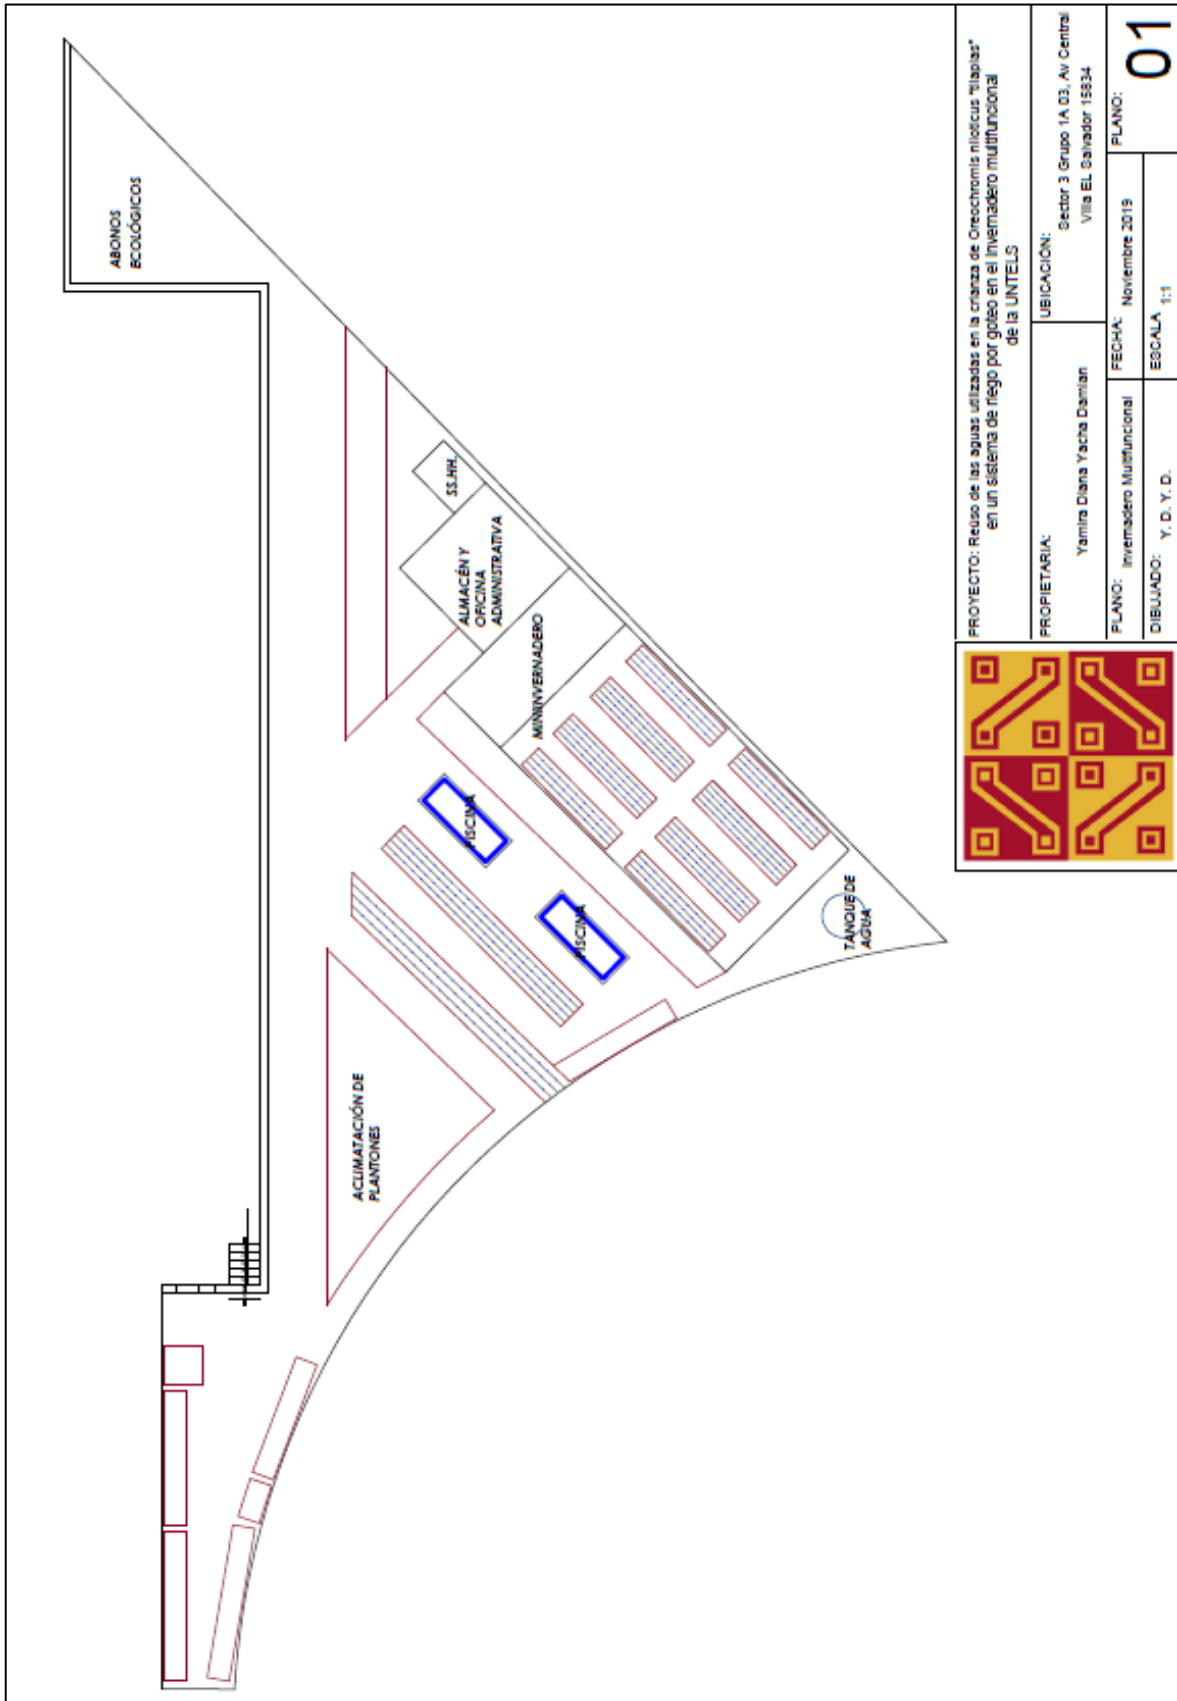 ABONOS
ECOLÓGICOS
SS.HH.
ALMACÉN Y
OFICINA
ADMINISTRATIVA
MININVERNADERO
PISCINA
PISCINA
TANQUE DE
AGUA
ACLIMATACIÓN DE
PLANTONES
PROYECTO: Reúso de las aguas utilizadas en la crianza de Oreochromis niloticus "tilapias"
en un sistema de riego por goteo en el invernadero multifuncional
de la UNTELS
PROPIETARIA:
Yamira Diana Yacha Damian
UBICACIÓN:
Sector 3 Grupo 1A 03, Av Central
Villa EL Salvador 15834
PLANO: Invernadero Multifuncional
FECHA: Noviembre 2019
DIBUJADO: Y. D. Y. D.
ESCALA 1:1
PLANO:
01